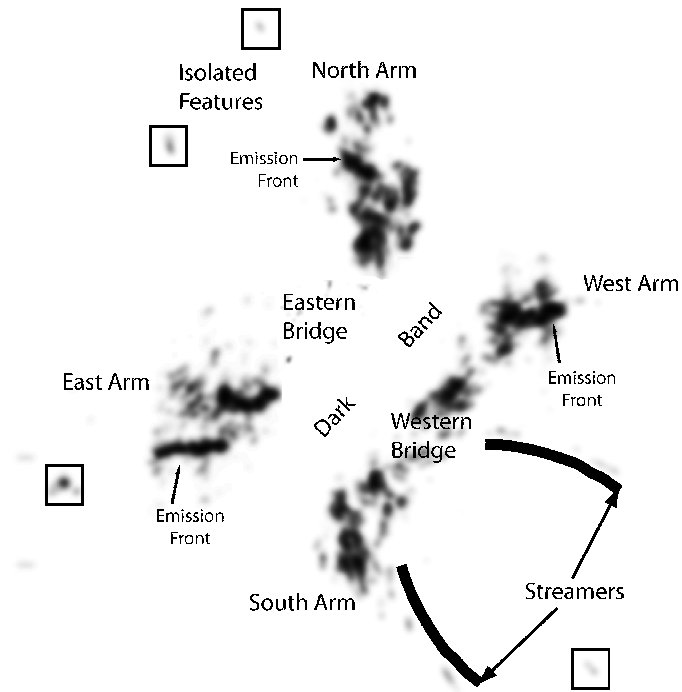 North Arm
Isolated
Features
Emission
Front
Eastern
Bridge
Band
West Arm
Emission
Front
East Arm
Dark
Western
Bridge
Emission
Front
South Arm
Streamers